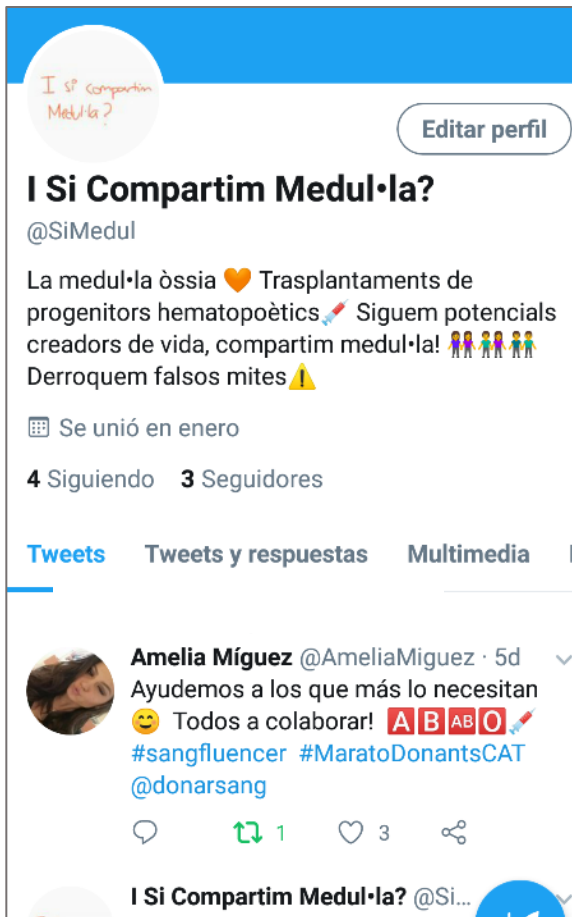 I si compartim
Medul·la?
Editar perfil
I Si Compartim Medul•la?
@SiMedul
La medul•la òssia 🧡 Trasplantaments de
progenitors hematopoètics💉 Siguem potencials
creadors de vida, compartim medul•la! 👭👫👬
Derroquem falsos mites⚠️
Se unió en enero
4 Siguiendo 3 Seguidores
Tweets Tweets y respuestas Multimedia
Amelia Míguez @AmeliaMiguez · 5d
Ayudemos a los que más lo necesitan
😊 Todos a colaborar! 🅰️🅱️🆎🅾️💉
#sangfluencer #MaratoDonantsCAT
@donarsang
1 3
I Si Compartim Medul•la? @Si...